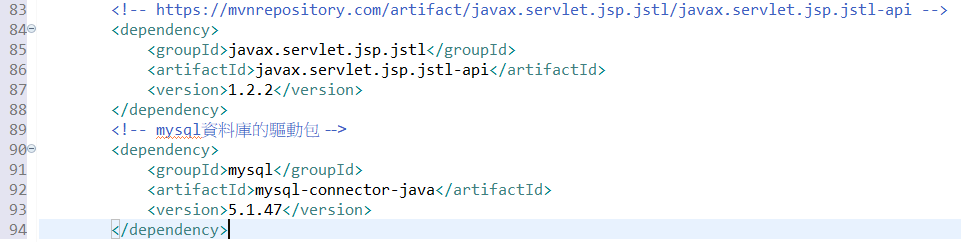 83 <!-- https://mvnrepository.com/artifact/javax.servlet.jsp.jstl/javax.servlet.jsp.jstl-api -->
84 <dependency>
85 <groupId>javax.servlet.jsp.jstl</groupId>
86 <artifactId>javax.servlet.jsp.jstl-api</artifactId>
87 <version>1.2.2</version>
88 </dependency>
89 <!-- mysql資料庫的驅動包 -->
90 <dependency>
91 <groupId>mysql</groupId>
92 <artifactId>mysql-connector-java</artifactId>
93 <version>5.1.47</version>
94 </dependency>